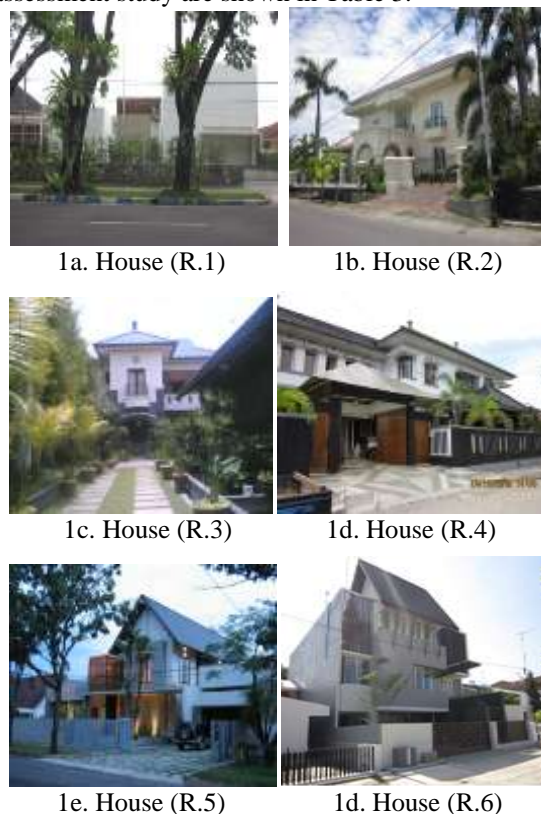 assessment study are shown in Table 3.
1a. House (R.1) 1b. House (R.2)
1c. House (R.3) 1d. House (R.4)
1e. House (R.5) 1d. House (R.6)